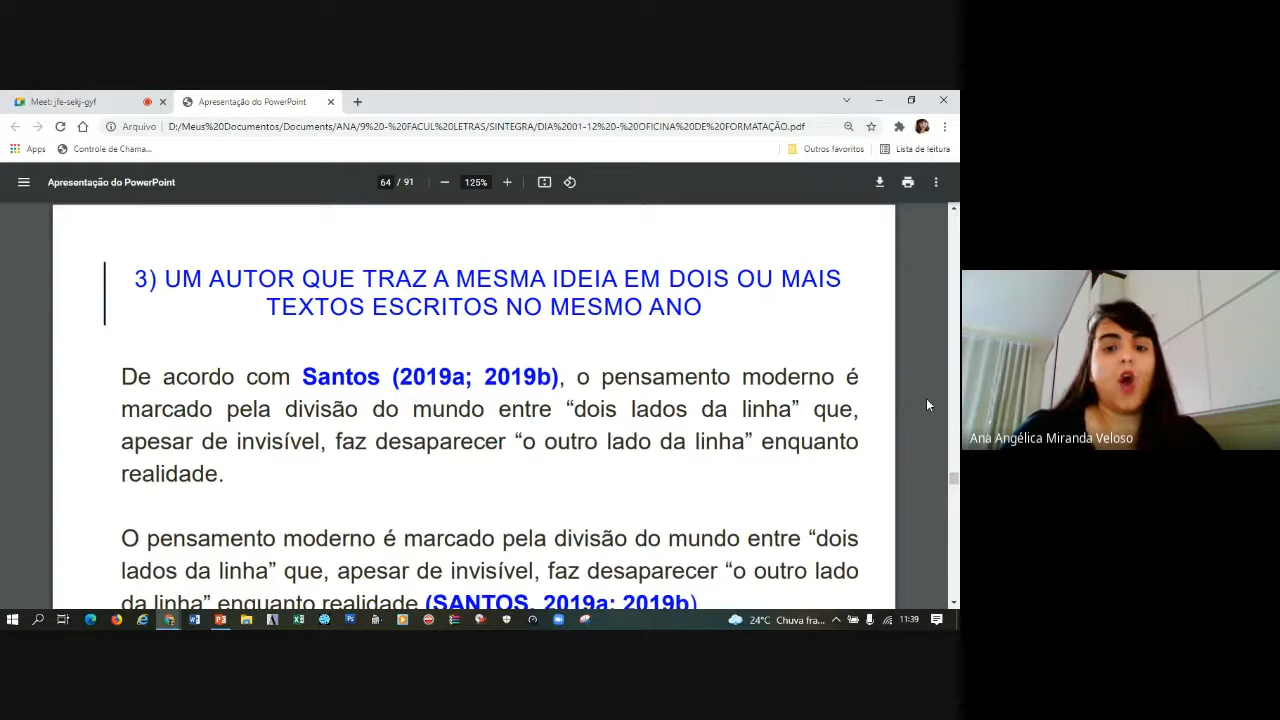 Meet: jfe-sekj-gyf
Apresentação do PowerPoint
Arquivo
D:/Meus%20Documentos/Documents/ANA/9%20-%20FACUL%20LETRAS/SINTEGRA/DIA%2001-12%20-%20OFICINA%20DE%20FORMATAÇÃO.pdf
Apps
Controle de Chama...
Outros favoritos
Lista de leitura
Apresentação do PowerPoint
64 / 91
125%
3) UM AUTOR QUE TRAZ A MESMA IDEIA EM DOIS OU MAIS
TEXTOS ESCRITOS NO MESMO ANO
De acordo com Santos (2019a; 2019b), o pensamento moderno é
marcado pela divisão do mundo entre “dois lados da linha” que,
apesar de invisível, faz desaparecer “o outro lado da linha” enquanto
realidade.
O pensamento moderno é marcado pela divisão do mundo entre “dois
lados da linha” que, apesar de invisível, faz desaparecer “o outro lado
da linha” enquanto realidade (SANTOS, 2019a; 2019b)
Ana Angélica Miranda Veloso
24°C Chuva fra...
11:39